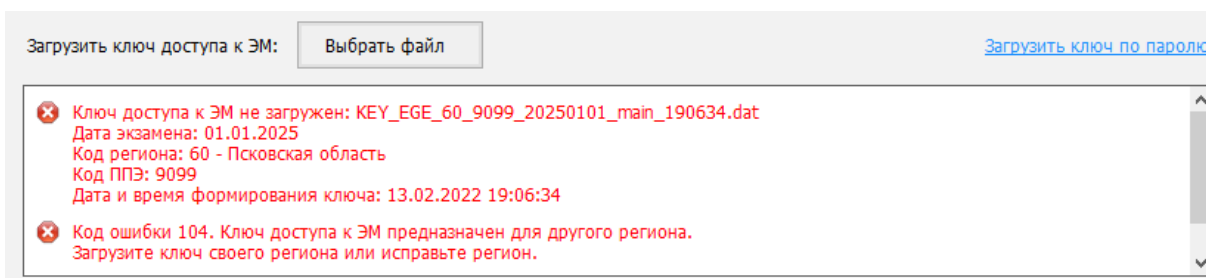 Загрузить ключ доступа к ЭМ: Выбрать файл Загрузить ключ по паролю
Ключ доступа к ЭМ не загружен: KEY_EGE_60_9099_20250101_main_190634.dat
Дата экзамена: 01.01.2025
Код региона: 60 - Псковская область
Код ППЭ: 9099
Дата и время формирования ключа: 13.02.2022 19:06:34
Код ошибки 104. Ключ доступа к ЭМ предназначен для другого региона.
Загрузите ключ своего региона или исправьте регион.